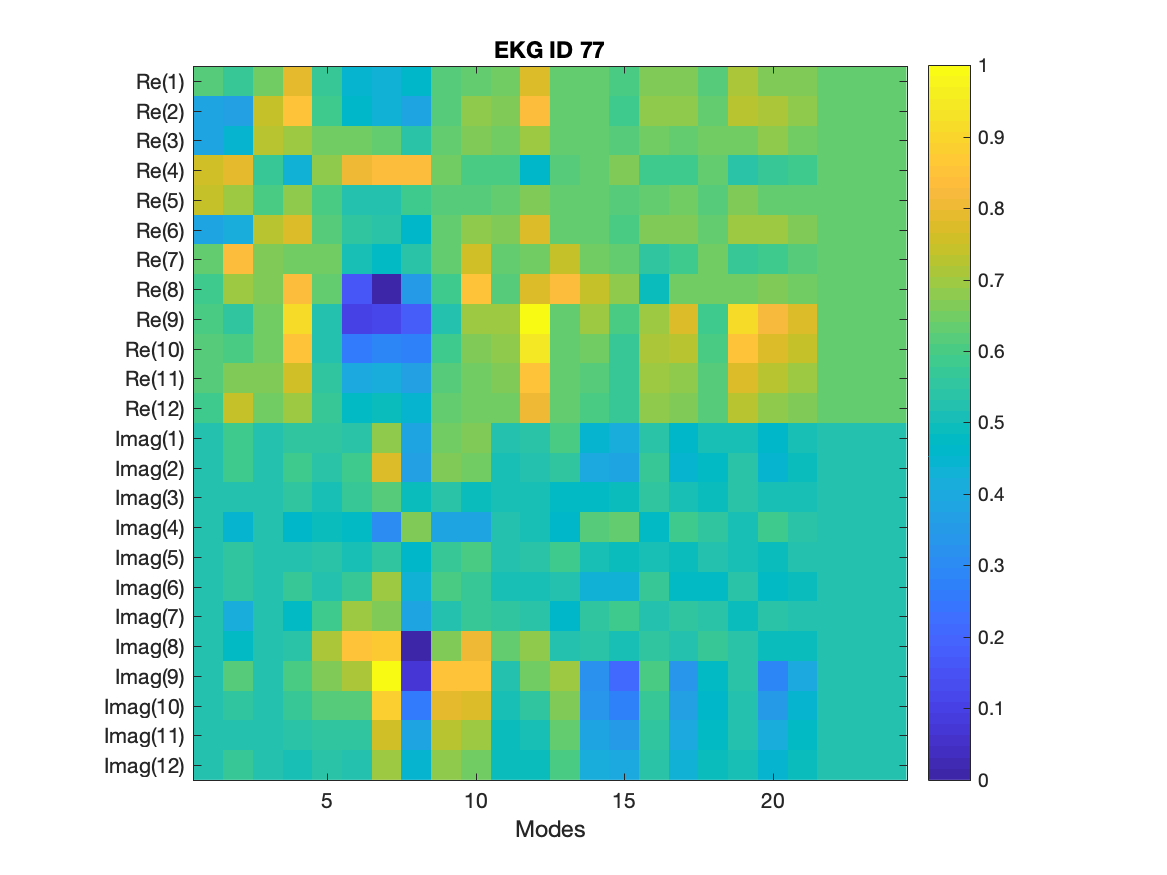 EKG ID 77
Re(1)
Re(2)
Re(3)
Re(4)
Re(5)
Re(6)
Re(7)
Re(8)
Re(9)
Re(10)
Re(11)
Re(12)
Imag(1)
Imag(2)
Imag(3)
Imag(4)
Imag(5)
Imag(6)
Imag(7)
Imag(8)
Imag(9)
Imag(10)
Imag(11)
Imag(12)
5 10 15 20
Modes
1
0.9
0.8
0.7
0.6
0.5
0.4
0.3
0.2
0.1
0